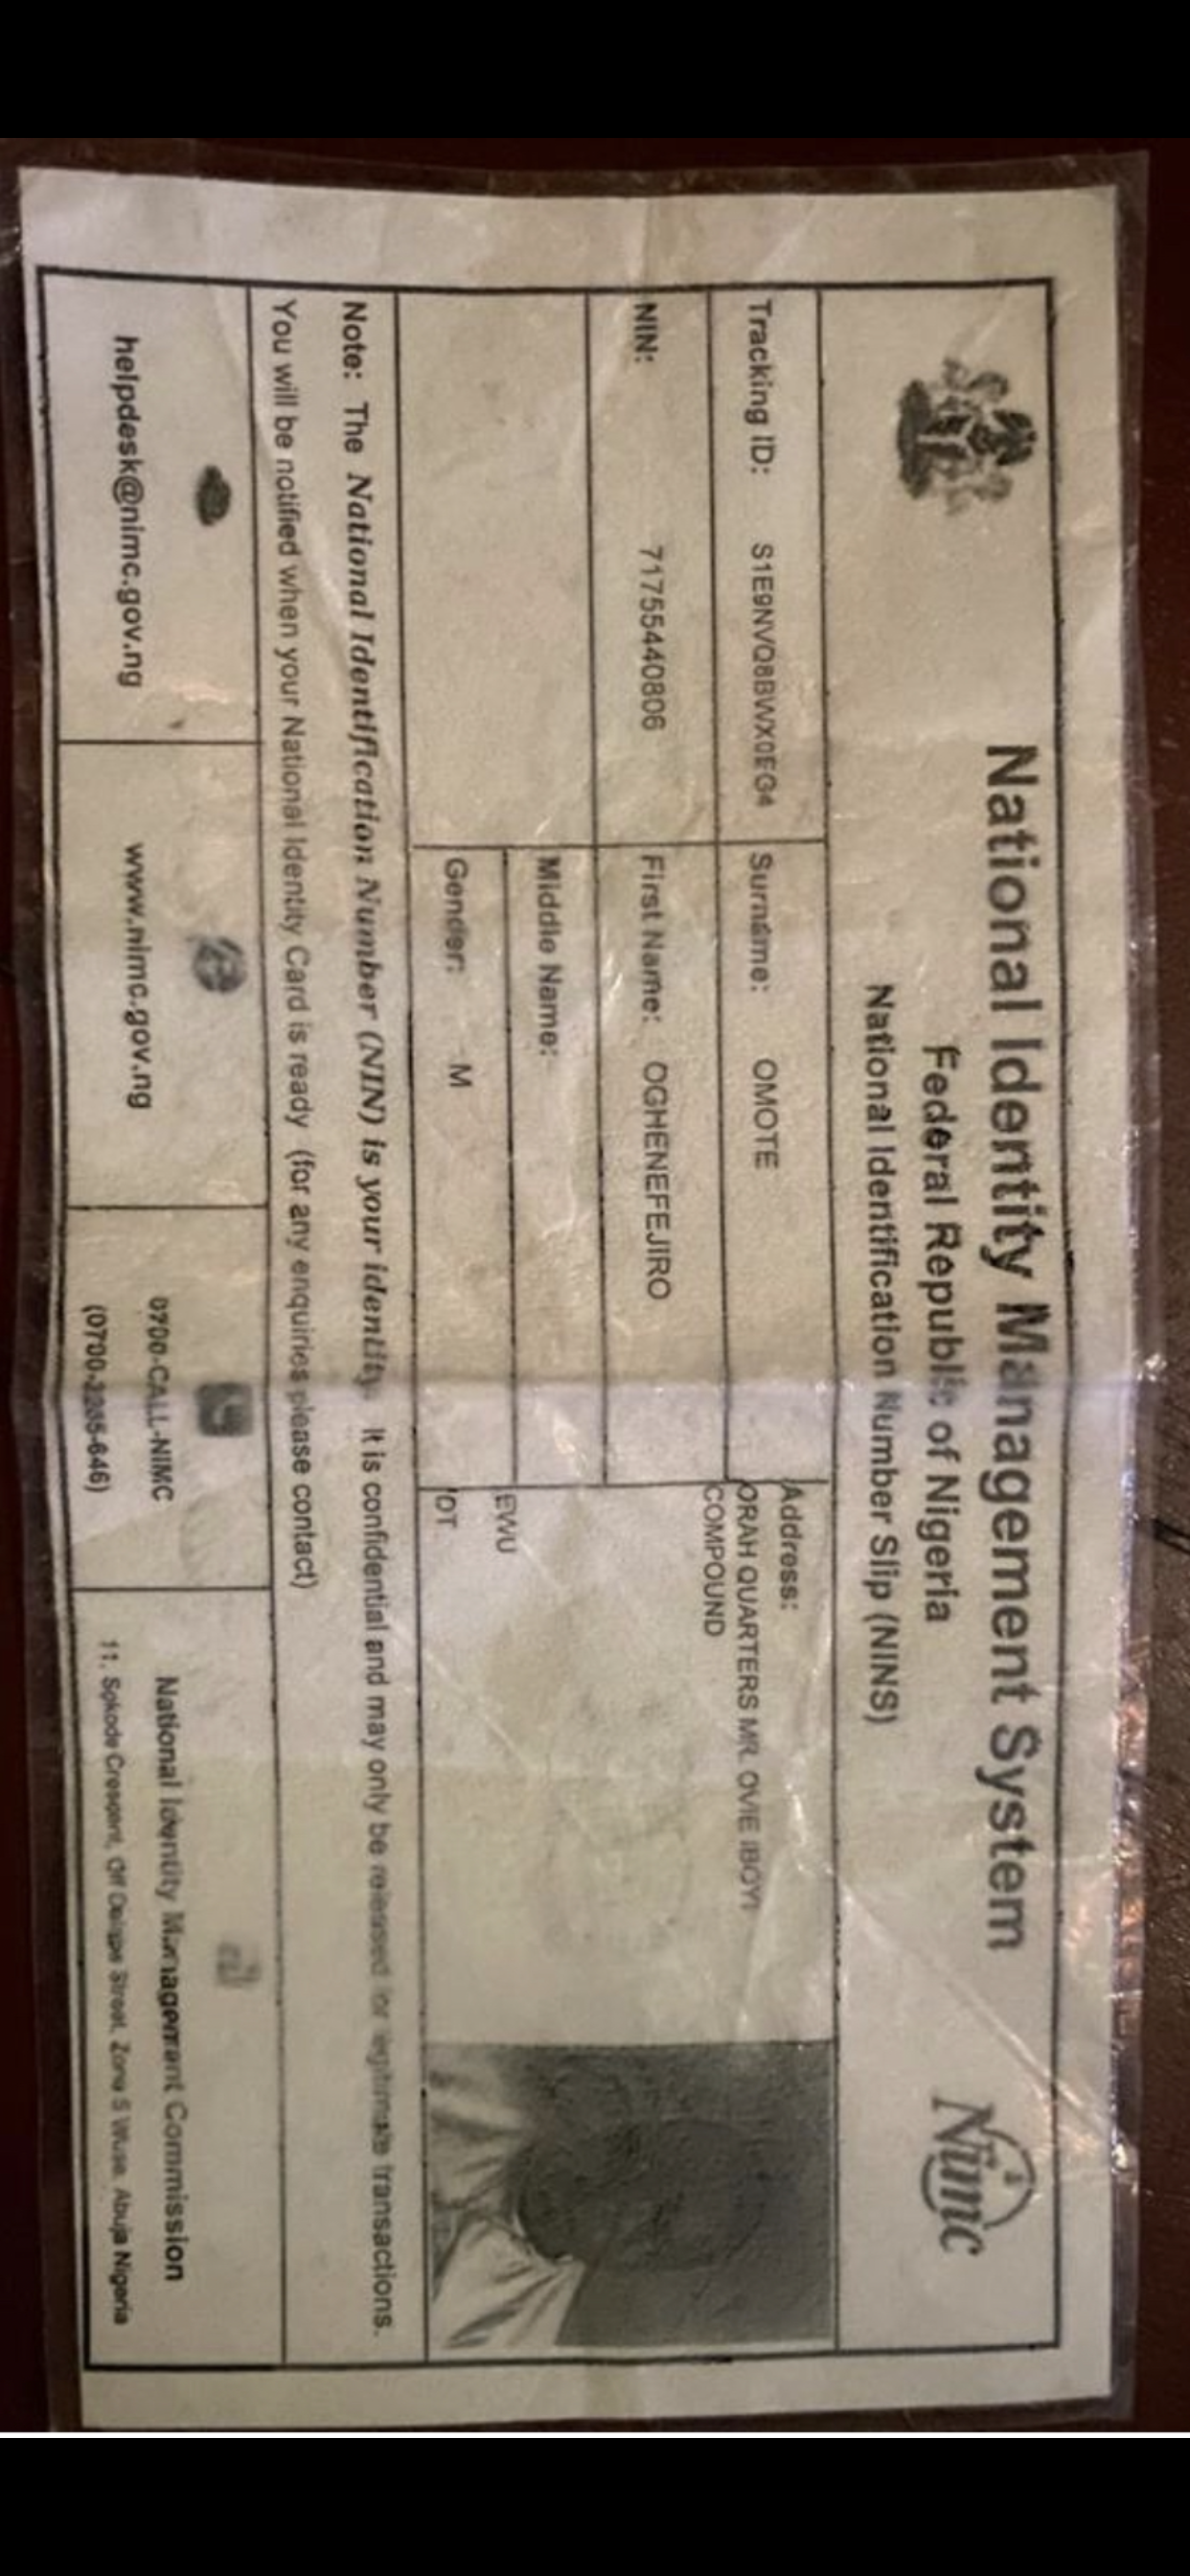 National Identity Management System
Federal Republic of Nigeria
National Identification Number Slip (NINS)
Nimc
Tracking ID: S1E9NVQ8BWX0EG4
Surname: OMOTE
Address:
ORAH QUARTERS MR. OVIE IBOYI
COMPOUND
NIN: 71755440806
First Name: OGHENEFEJIRO
Middle Name:
EWU
Gender: M
DT
Note: The National Identification Number (NIN) is your identity. It is confidential and may only be released for legitimate transactions.
You will be notified when your National Identity Card is ready (for any enquiries please contact)
helpdesk@nimc.gov.ng
www.nimc.gov.ng
0700-CALL-NIMC
(0700-2255-646)
National Identity Management Commission
11, Sokode Crescent, Off Dalaba Street, Zone 5 Wuse, Abuja Nigeria